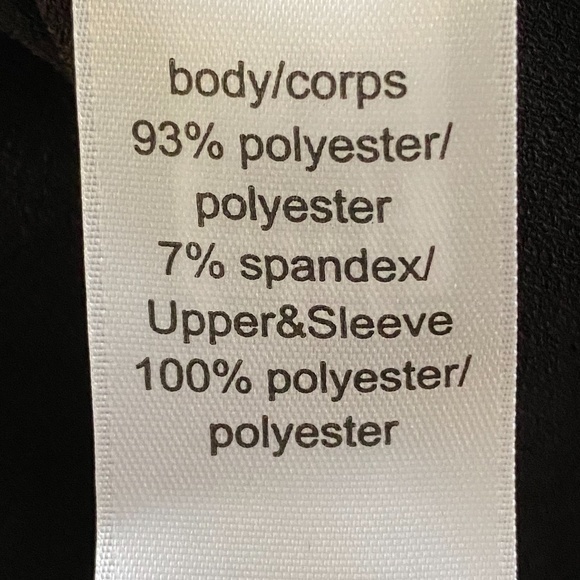 body/corps
93% polyester/
polyester
7% spandex/
Upper&Sleeve
100% polyester/
polyester